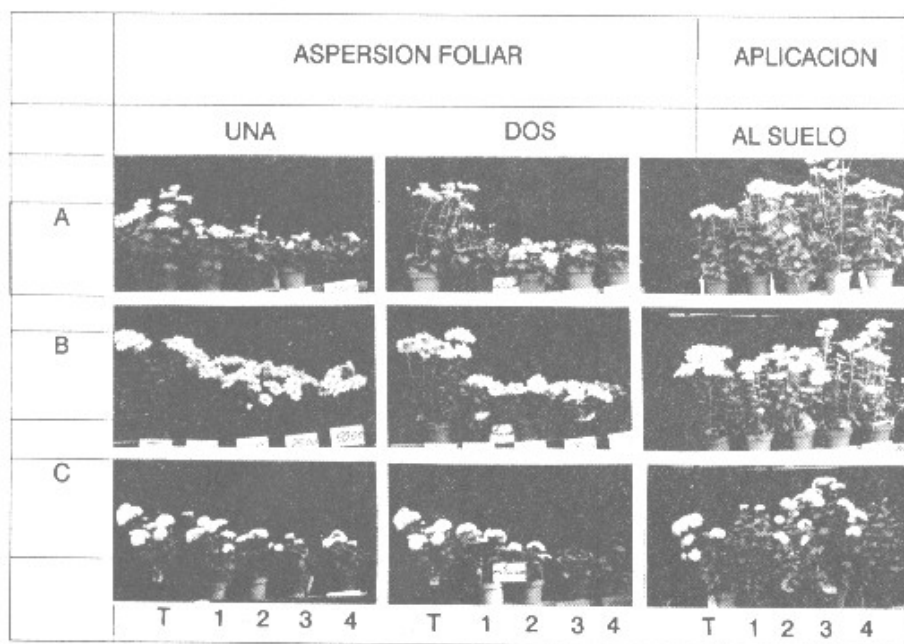 ASPERSION FOLIAR
APLICACION
UNA
DOS
AL SUELO
A
B
C
T 1 2 3 4
T 1 2 3 4
T 1 2 3 4